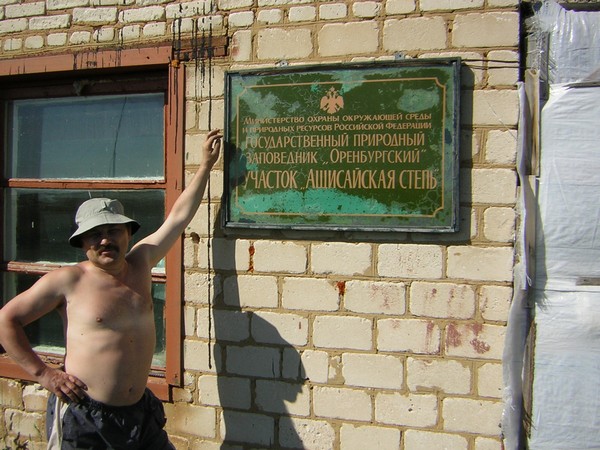 Министерство охраны окружающей среды
и природных ресурсов Российской Федерации
Государственный природный
заповедник „Оренбургский"
участок „Ашисайская степь